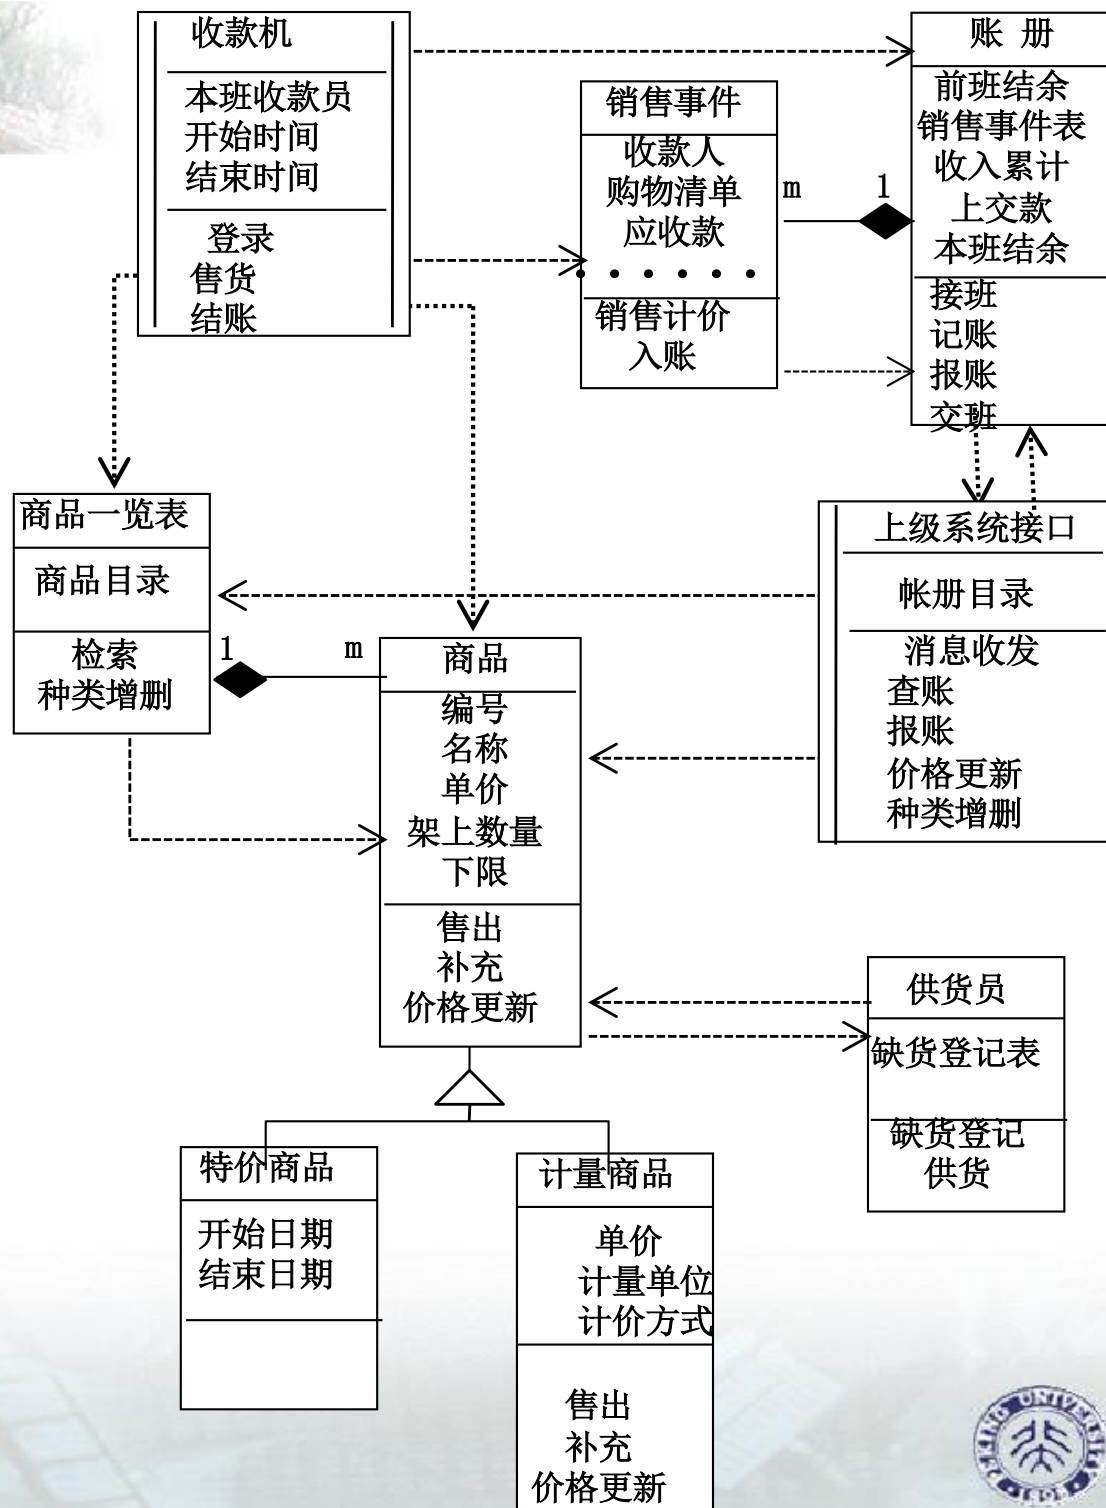 收款机
本班收款员
开始时间
结束时间
登录
售货
结账
销售事件
收款人
购物清单
应收款
······
销售计价
入账
m
1
账 册
前班结余
销售事件表
收入累计
上交款
本班结余
接班
记账
报账
交班
商品一览表
商品目录
检索
种类增删
1
m
商品
编号
名称
单价
架上数量
下限
售出
补充
价格更新
上级系统接口
帐册目录
消息收发
查账
报账
价格更新
种类增删
供货员
缺货登记表
缺货登记
供货
特价商品
开始日期
结束日期
计量商品
单价
计量单位
计价方式
售出
补充
价格更新